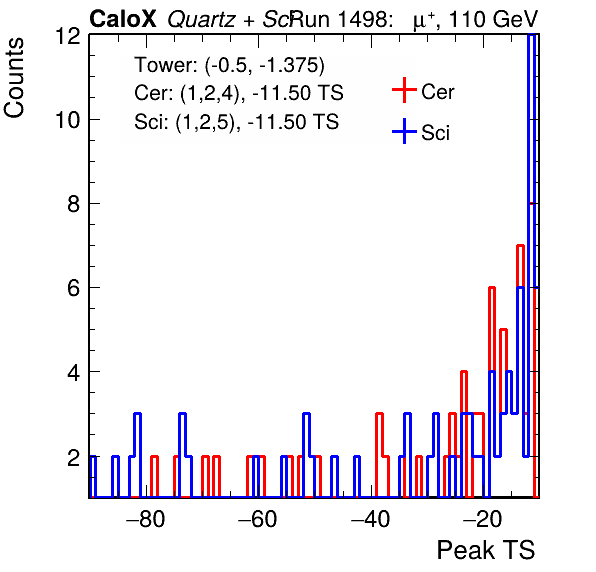 CaloX Quartz + Sci Run 1498: μ+, 110 GeV
Counts
12
10
8
6
4
2
Tower: (-0.5, -1.375)
Cer: (1,2,4), -11.50 TS
Sci: (1,2,5), -11.50 TS
Cer
Sci
−80 −60 −40 −20
Peak TS